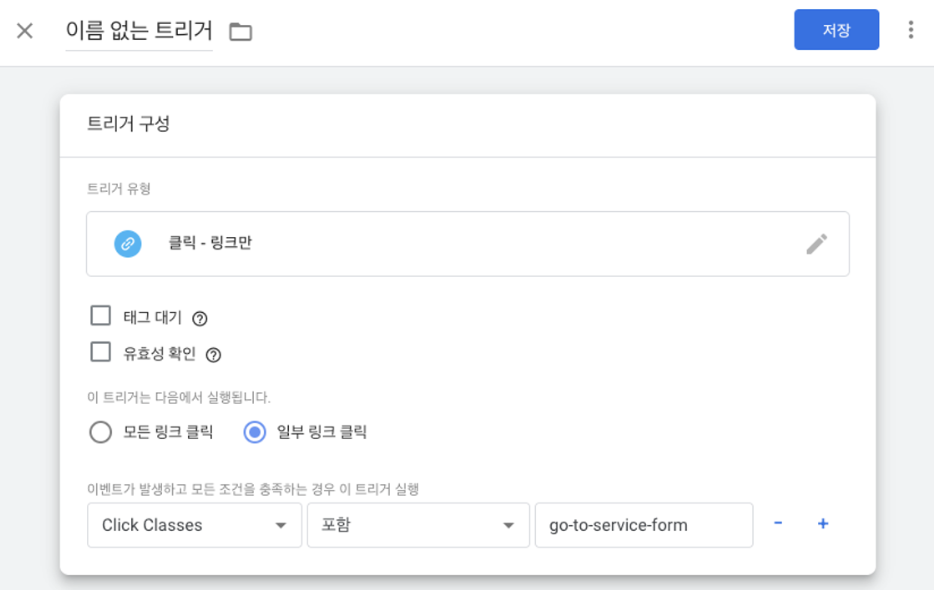 이름 없는 트리거
저장
트리거 구성
트리거 유형
클릭 - 링크만
태그 대기
유효성 확인
이 트리거는 다음에서 실행됩니다.
모든 링크 클릭 일부 링크 클릭
이벤트가 발생하고 모든 조건을 충족하는 경우 이 트리거 실행
Click Classes 포함 go-to-service-form - +